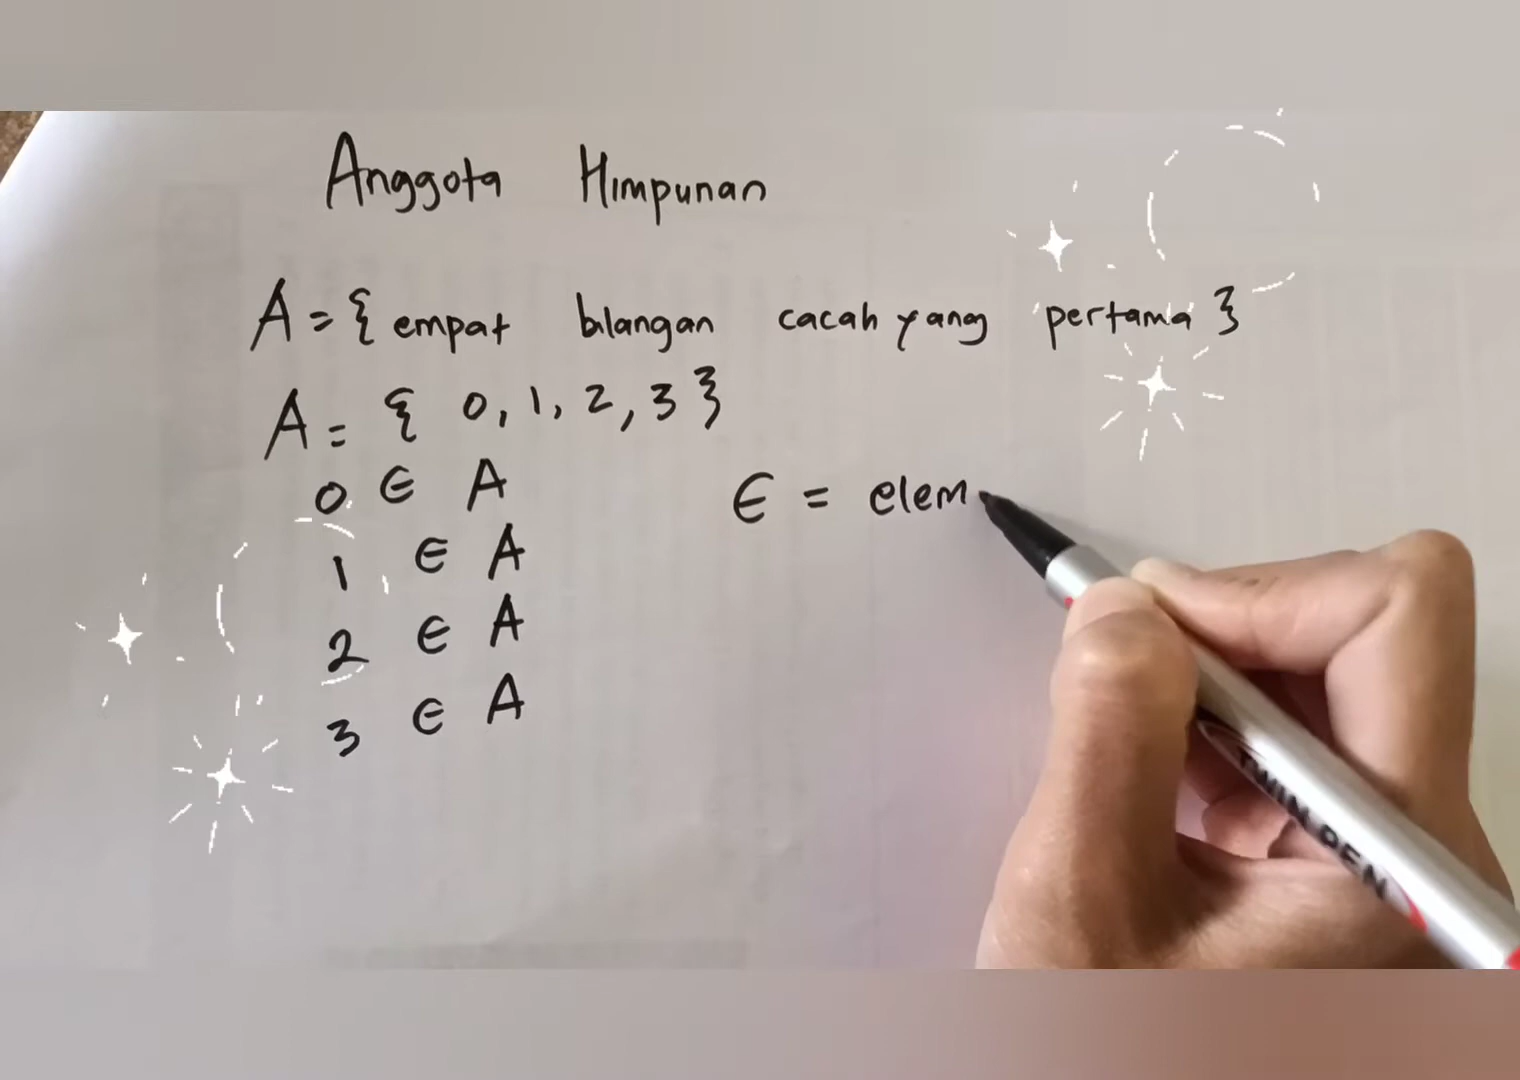 Anggota Himpunan
A = { empat bilangan cacah yang pertama }
A = { 0, 1, 2, 3 }
0 ∈ A
∈ = elem
1 ∈ A
2 ∈ A
3 ∈ A
TWIN PEN